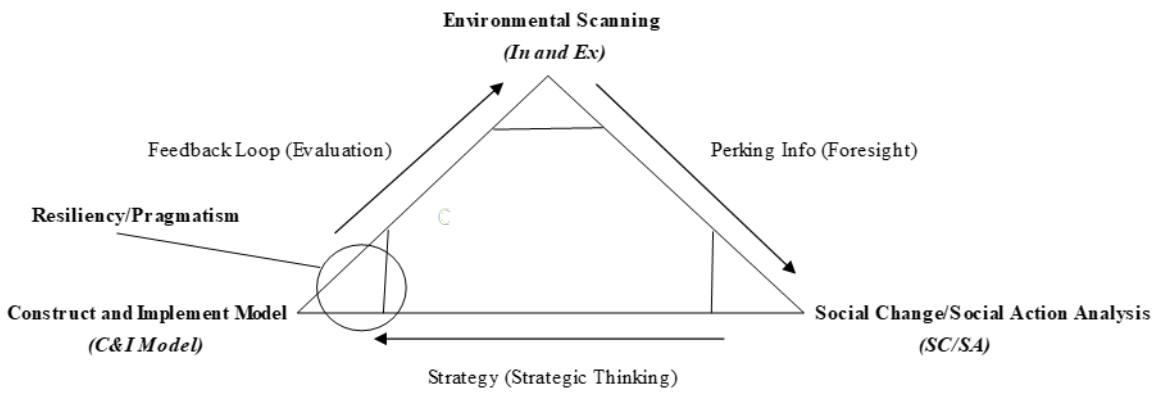 Environmental Scanning
(In and Ex)
Feedback Loop (Evaluation)
Perking Info (Foresight)
Resiliency/Pragmatism
C
Construct and Implement Model
(C&I Model)
Social Change/Social Action Analysis
(SC/SA)
Strategy (Strategic Thinking)